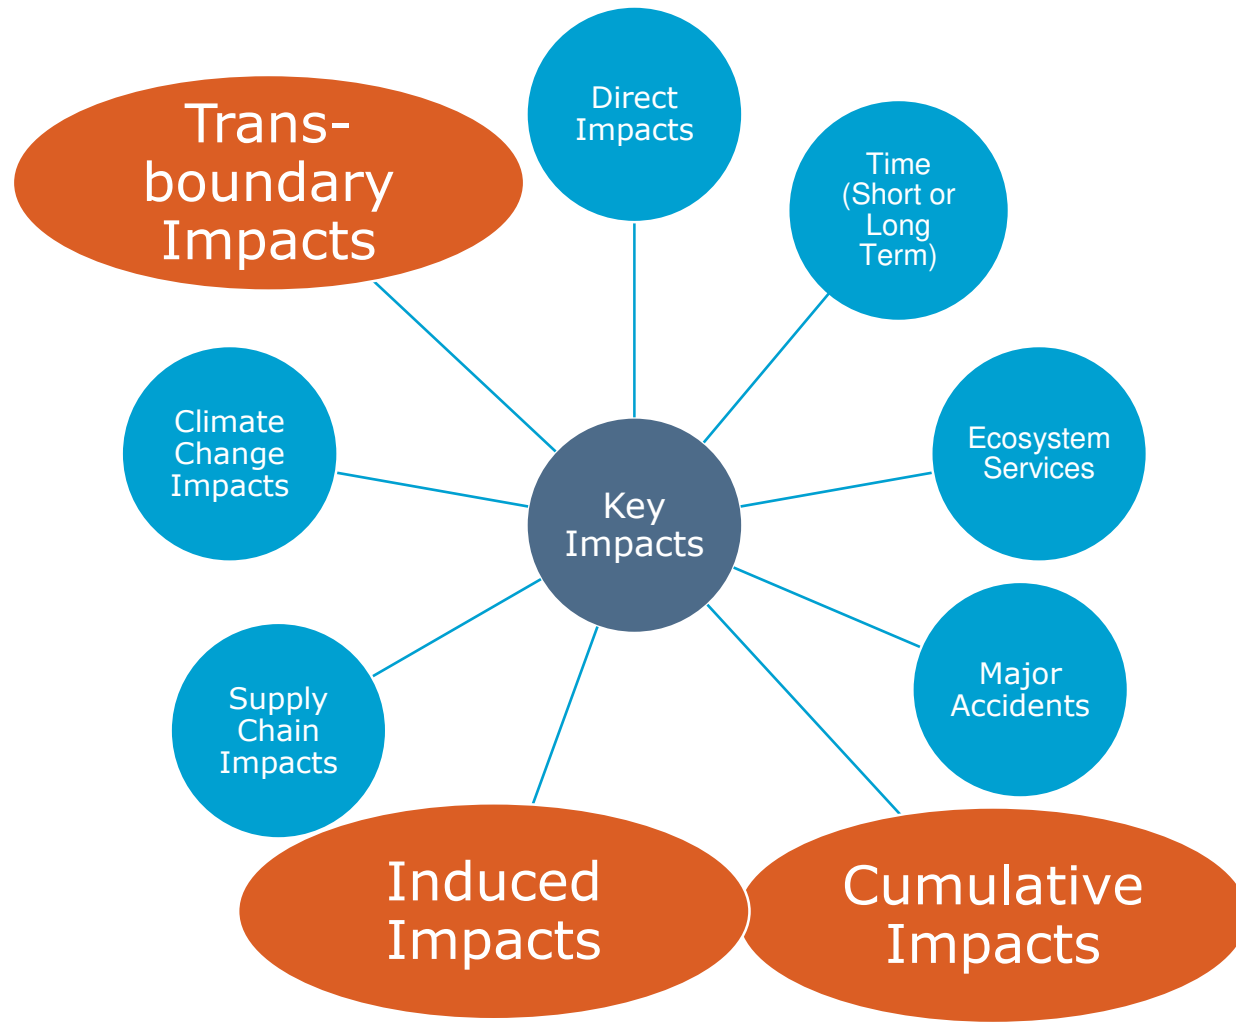 Direct
Impacts
Trans-
boundary
Impacts
Time
(Short or
Long
Term)
Climate
Change
Impacts
Ecosystem
Services
Key
Impacts
Major
Accidents
Supply
Chain
Impacts
Induced
Impacts
Cumulative
Impacts